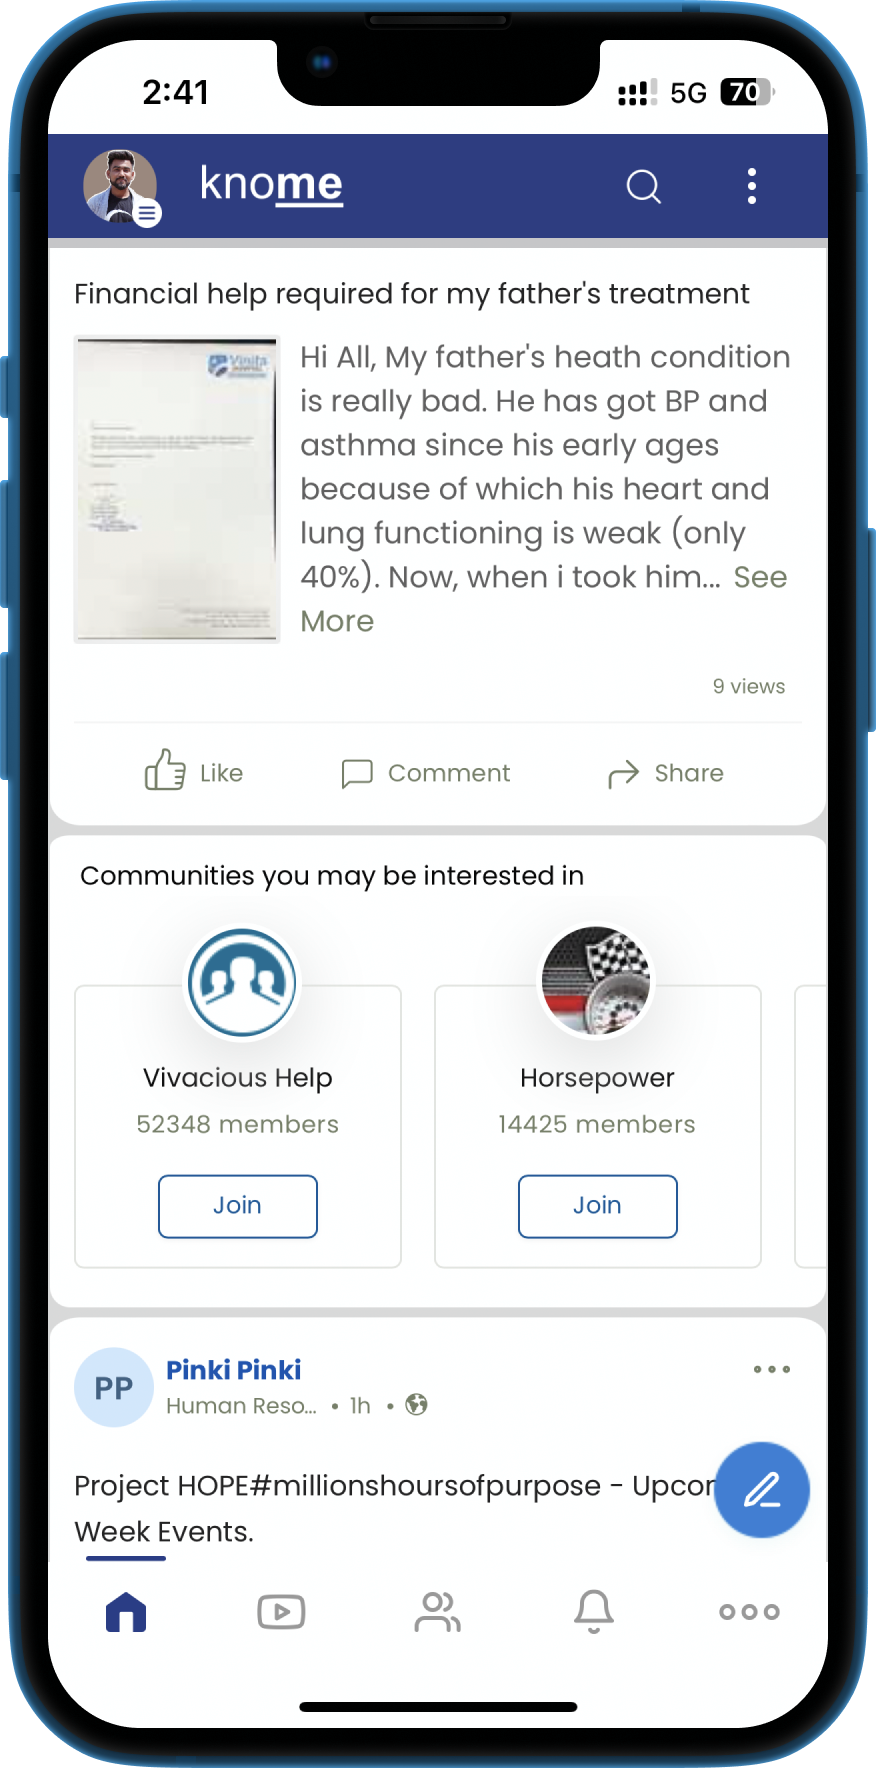 2:41
5G 70
knome
Financial help required for my father's treatment
Vinita
Hi All, My father's heath condition
is really bad. He has got BP and
asthma since his early ages
because of which his heart and
lung functioning is weak (only
40%). Now, when i took him... See
More
9 views
Like Comment Share
Communities you may be interested in
Vivacious Help Horsepower
52348 members 14425 members
Join Join
PP
Pinki Pinki
Human Reso... • 1h •
Project HOPE#millionshoursofpurpose - Upcor
Week Events.